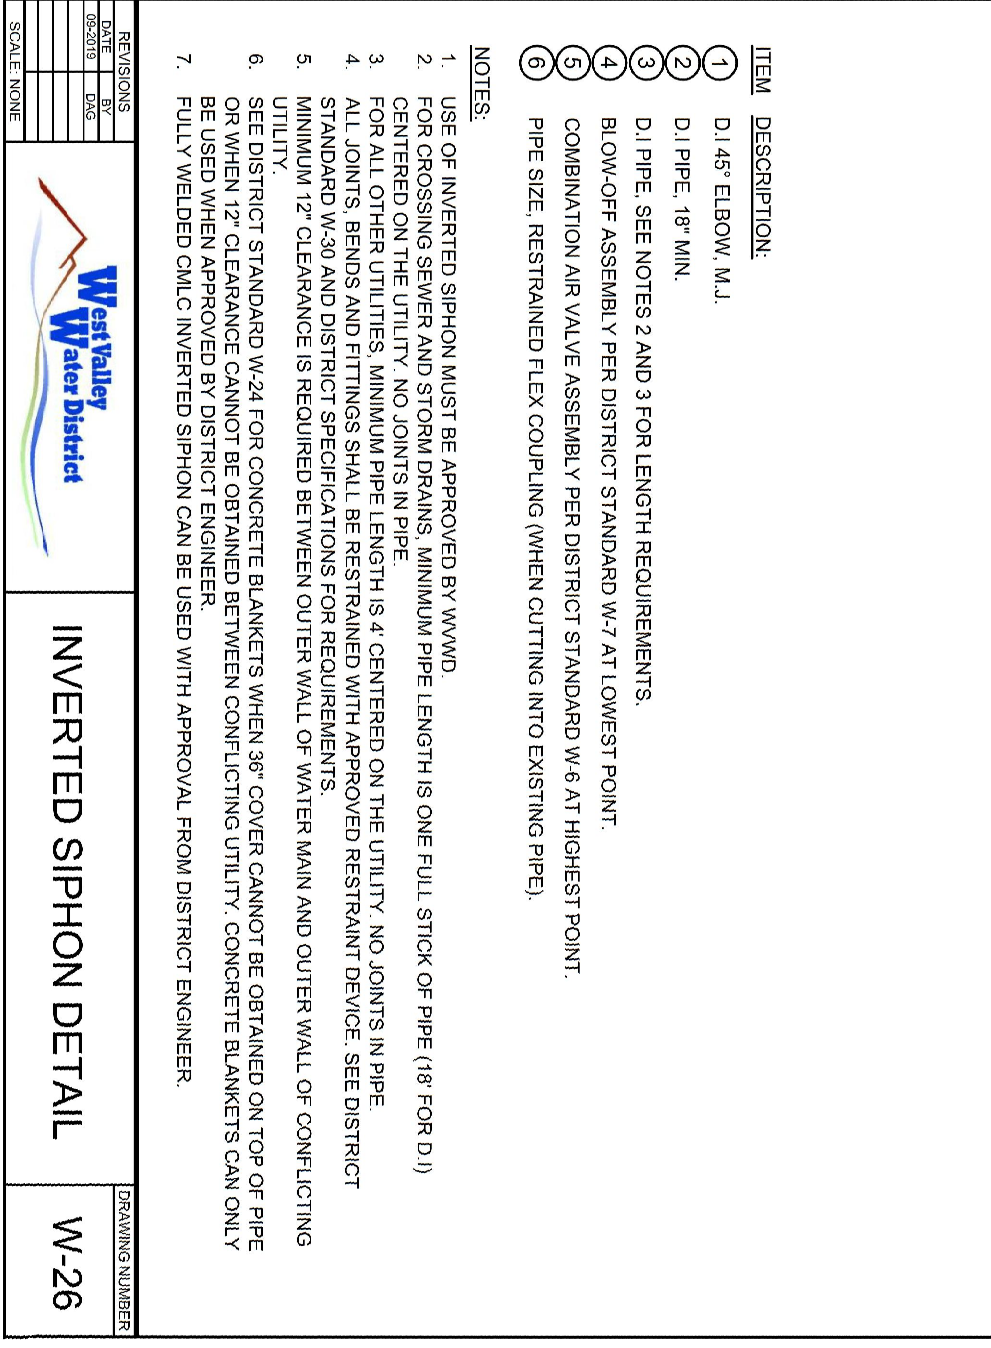 ITEM DESCRIPTION:
1 D.I 45° ELBOW, M.J.
2 D.I PIPE, 18" MIN.
3 D.I PIPE, SEE NOTES 2 AND 3 FOR LENGTH REQUIREMENTS.
4 BLOW-OFF ASSEMBLY PER DISTRICT STANDARD W-7 AT LOWEST POINT.
5 COMBINATION AIR VALVE ASSEMBLY PER DISTRICT STANDARD W-6 AT HIGHEST POINT.
6 PIPE SIZE, RESTRAINED FLEX COUPLING (WHEN CUTTING INTO EXISTING PIPE).
NOTES:
1. USE OF INVERTED SIPHON MUST BE APPROVED BY WVWD.
2. FOR CROSSING SEWER AND STORM DRAINS, MINIMUM PIPE LENGTH IS ONE FULL STICK OF PIPE (18' FOR D.I)
CENTERED ON THE UTILITY. NO JOINTS IN PIPE.
3. FOR ALL OTHER UTILITIES, MINIMUM PIPE LENGTH IS 4' CENTERED ON THE UTILITY. NO JOINTS IN PIPE.
4. ALL JOINTS, BENDS AND FITTINGS SHALL BE RESTRAINED WITH APPROVED RESTRAINT DEVICE. SEE DISTRICT
STANDARD W-30 AND DISTRICT SPECIFICATIONS FOR REQUIREMENTS.
5. MINIMUM 12" CLEARANCE IS REQUIRED BETWEEN OUTER WALL OF WATER MAIN AND OUTER WALL OF CONFLICTING
UTILITY.
6. SEE DISTRICT STANDARD W-24 FOR CONCRETE BLANKETS WHEN 36" COVER CANNOT BE OBTAINED ON TOP OF PIPE
OR WHEN 12" CLEARANCE CANNOT BE OBTAINED BETWEEN CONFLICTING UTILITY. CONCRETE BLANKETS CAN ONLY
BE USED WHEN APPROVED BY DISTRICT ENGINEER.
7. FULLY WELDED CMLC INVERTED SIPHON CAN BE USED WITH APPROVAL FROM DISTRICT ENGINEER.
REVISIONS
DATE BY
09-2019 DAG
SCALE: NONE
West Valley
Water District
INVERTED SIPHON DETAIL
DRAWING NUMBER
W-26